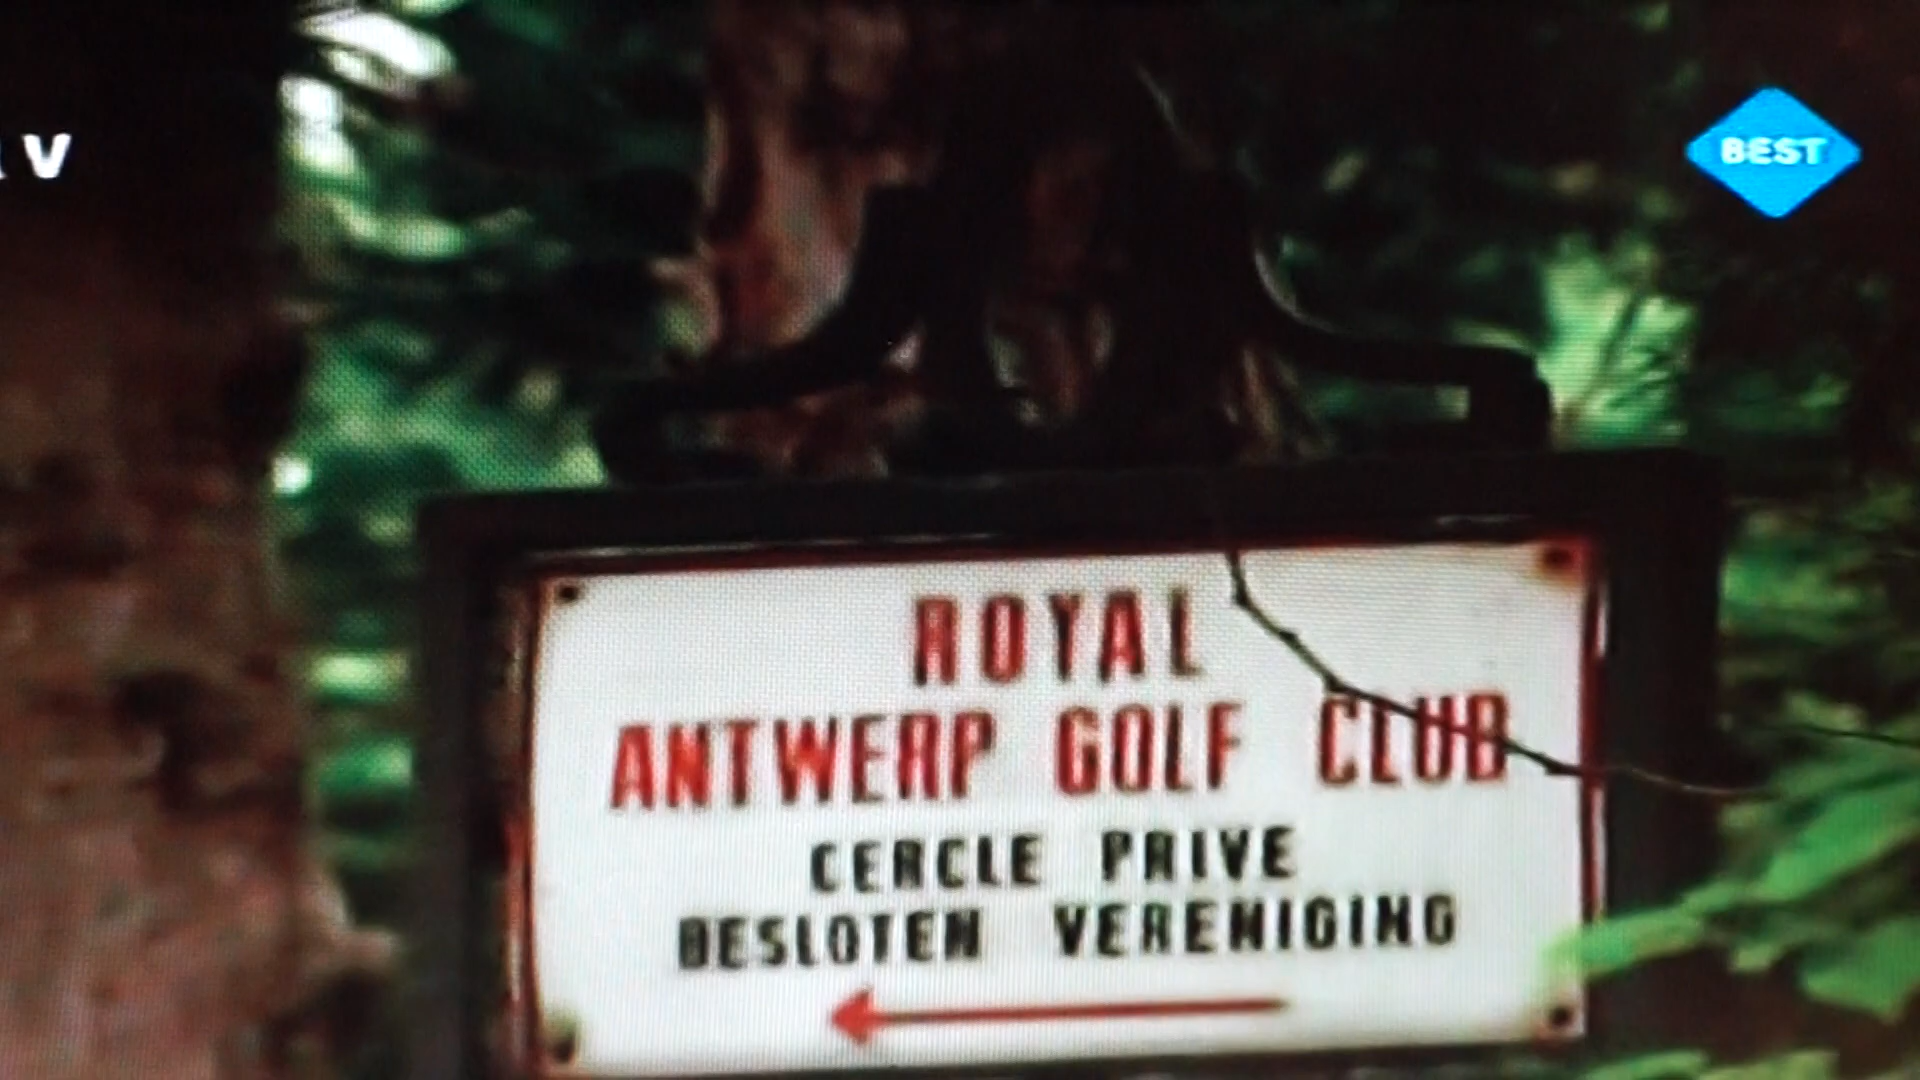 V
BEST
ROYAL
ANTWERP GOLF CLUB
CERCLE PRIVE
BESLOTEN VERENIGING